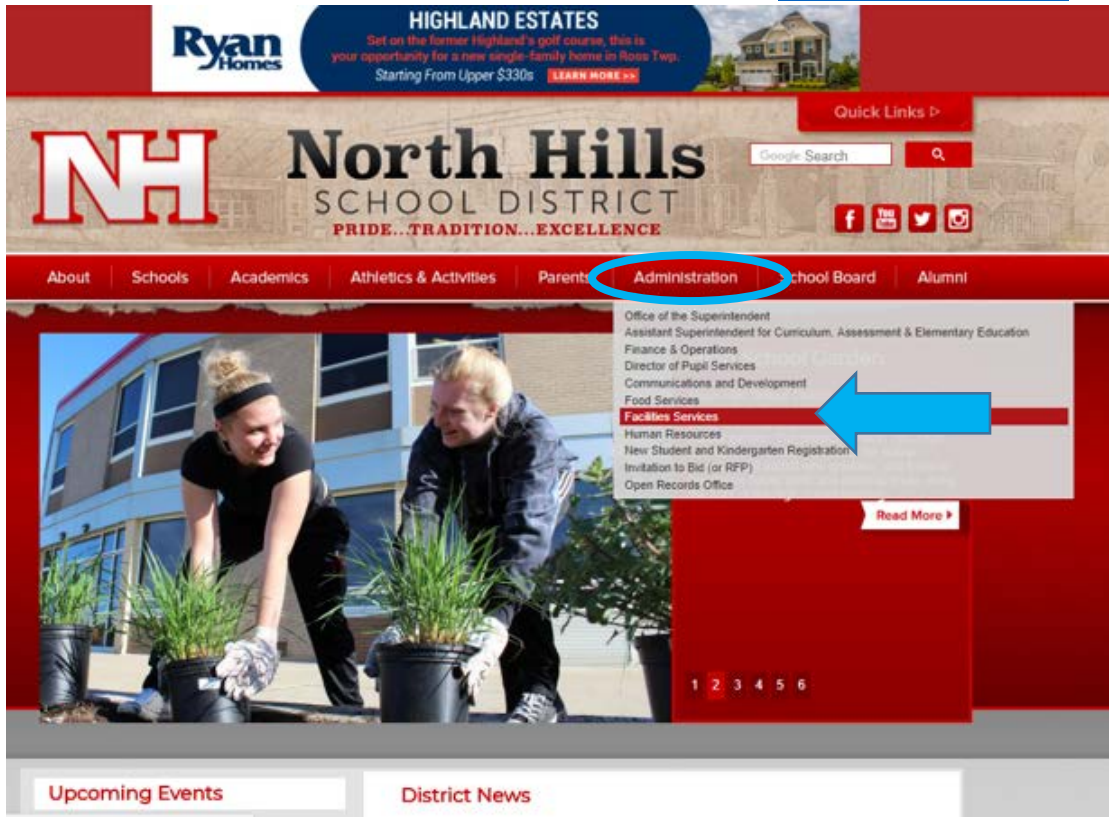 Ryan
Homes
HIGHLAND ESTATES
Set on the former Highland's golf course, this is
your opportunity for a new single-family home in Ross Twp.
Starting From Upper $330s LEARN MORE >>
Quick Links
NH
North Hills
SCHOOL DISTRICT
PRIDE...TRADITION...EXCELLENCE
Google Search
f You Tube
About Schools Academics Athletics & Activities Parents Administration School Board Alumni
Office of the Superintendent
Assistant Superintendent for Curriculum, Assessment & Elementary Education
Finance & Operations
Director of Pupil Services
Communications and Development
Food Services
Facilities Services
Human Resources
New Student and Kindergarten Registration
Invitation to Bid (or RFP)
Open Records Office
School Garden
Read More
1 2 3 4 5 6
Upcoming Events
District News